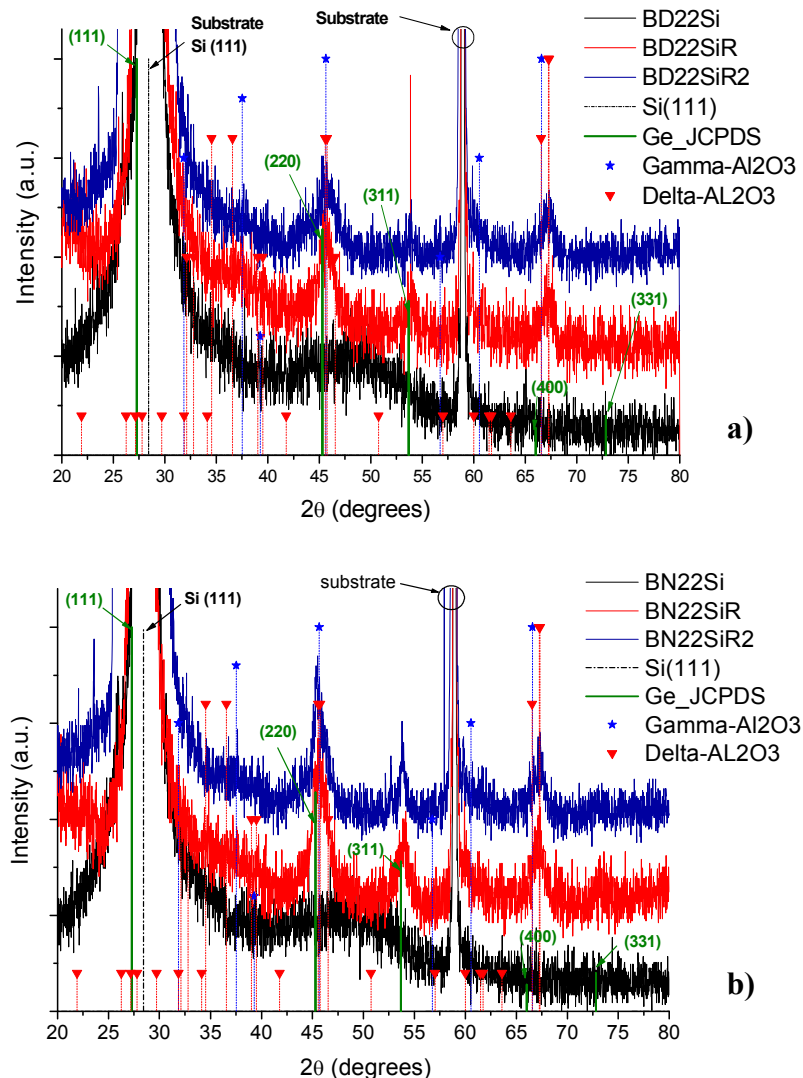 (111)
Substrate
Si (111)
Substrate
BD22Si
BD22SiR
BD22SiR2
Si(111)
Ge_JCPDS
Gamma-Al2O3
Delta-AL2O3
(220)
(311)
(400)
(331)
Intensity (a.u.)
20 25 30 35 40 45 50 55 60 65 70 75 80
2θ (degrees)
a)
(111)
Si (111)
substrate
BN22Si
BN22SiR
BN22SiR2
Si(111)
Ge_JCPDS
Gamma-Al2O3
Delta-AL2O3
(220)
(311)
(400)
(331)
Intensity (a.u.)
20 25 30 35 40 45 50 55 60 65 70 75 80
2θ (degrees)
b)